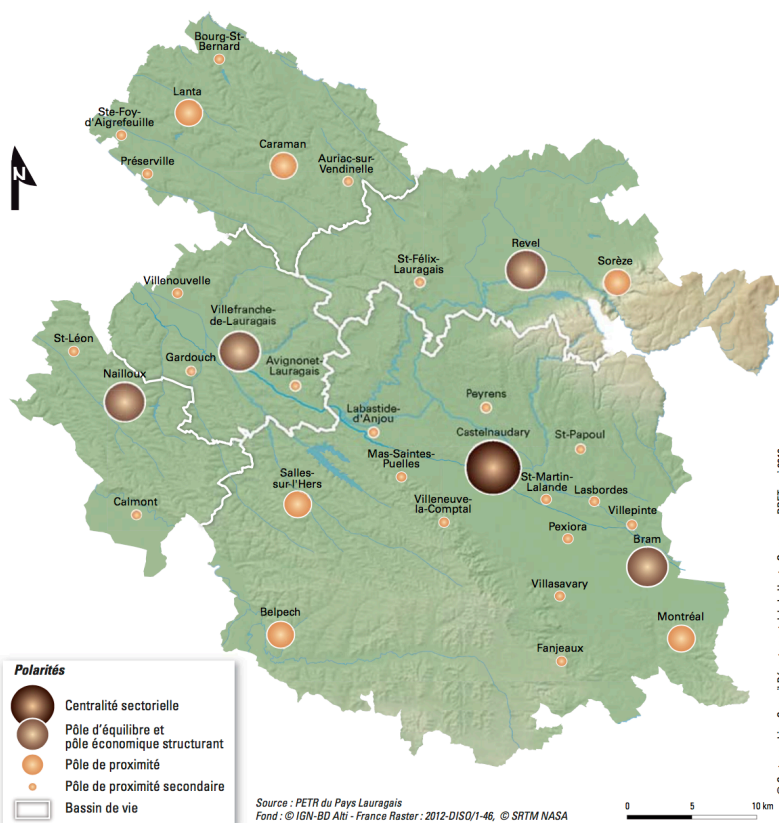 Bourg-St-
Bernard
Lanta
Ste-Foy-
d'Aigrefeuille
Caraman
Préserville
Auriac-sur-
Vendinelle
N
Revel
St-Félix-
Lauragais
Sorèze
Villenouvelle
Villefranche-
de-Lauragais
St-Léon
Gardouch
Avignonet-
Lauragais
Nailloux
Peyrens
Labastide-
d'Anjou
Castelnaudary
St-Papoul
Mas-Saintes-
Puelles
Salles-
sur-l'Hers
St-Martin-
Lalande
Lasbordes
Villeneuve-
la-Comptal
Calmont
Villepinte
Pexiora
Bram
Villasavary
Belpech
Montréal
Fanjeaux
Polarités
Centralité sectorielle
Pôle d'équilibre et
pôle économique structurant
Pôle de proximité
Pôle de proximité secondaire
Bassin de vie
Source : PETR du Pays Lauragais
Fond : © IGN-BD Alti - France Raster : 2012-DISO/1-46, © SRTM NASA
0 5 10 km